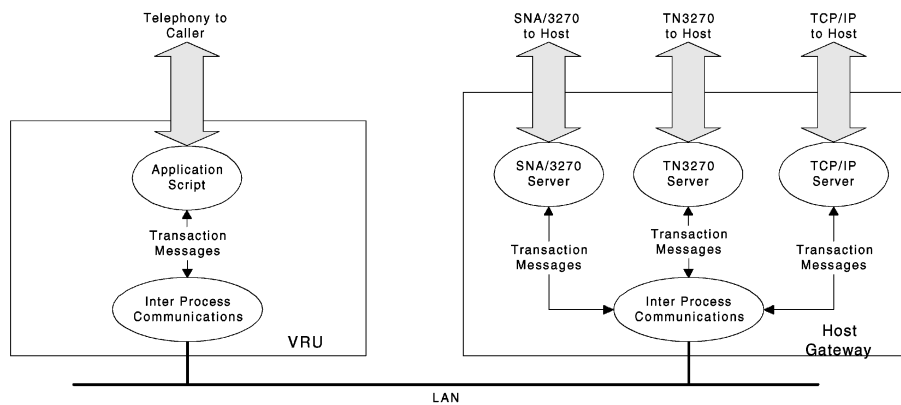 Telephony to
Caller
SNA/3270
to Host
TN3270
to Host
TCP/IP
to Host
Application
Script
SNA/3270
Server
TN3270
Server
TCP/IP
Server
Transaction
Messages
Transaction
Messages
Transaction
Messages
Transaction
Messages
Inter Process
Communications
VRU
Inter Process
Communications
Host
Gateway
LAN